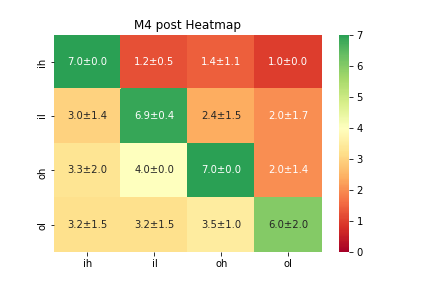 M4 post Heatmap
ih 7.0±0.0 1.2±0.5 1.4±1.1 1.0±0.0
il 3.0±1.4 6.9±0.4 2.4±1.5 2.0±1.7
oh 3.3±2.0 4.0±0.0 7.0±0.0 2.0±1.4
ol 3.2±1.5 3.2±1.5 3.5±1.0 6.0±2.0
ih il oh ol
7
6
5
4
3
2
1
0